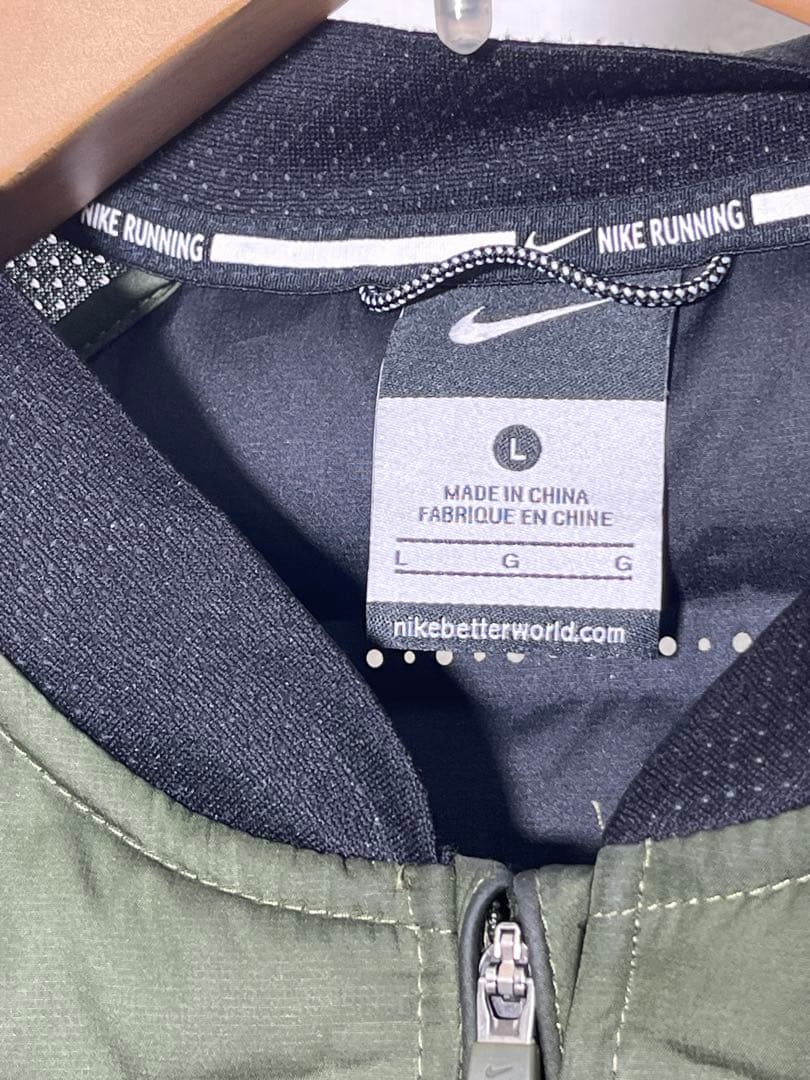 NIKE RUNNING
NIKE RUNNING
L
MADE IN CHINA
FABRIQUE EN CHINE
L G G
nikebetterworld.com